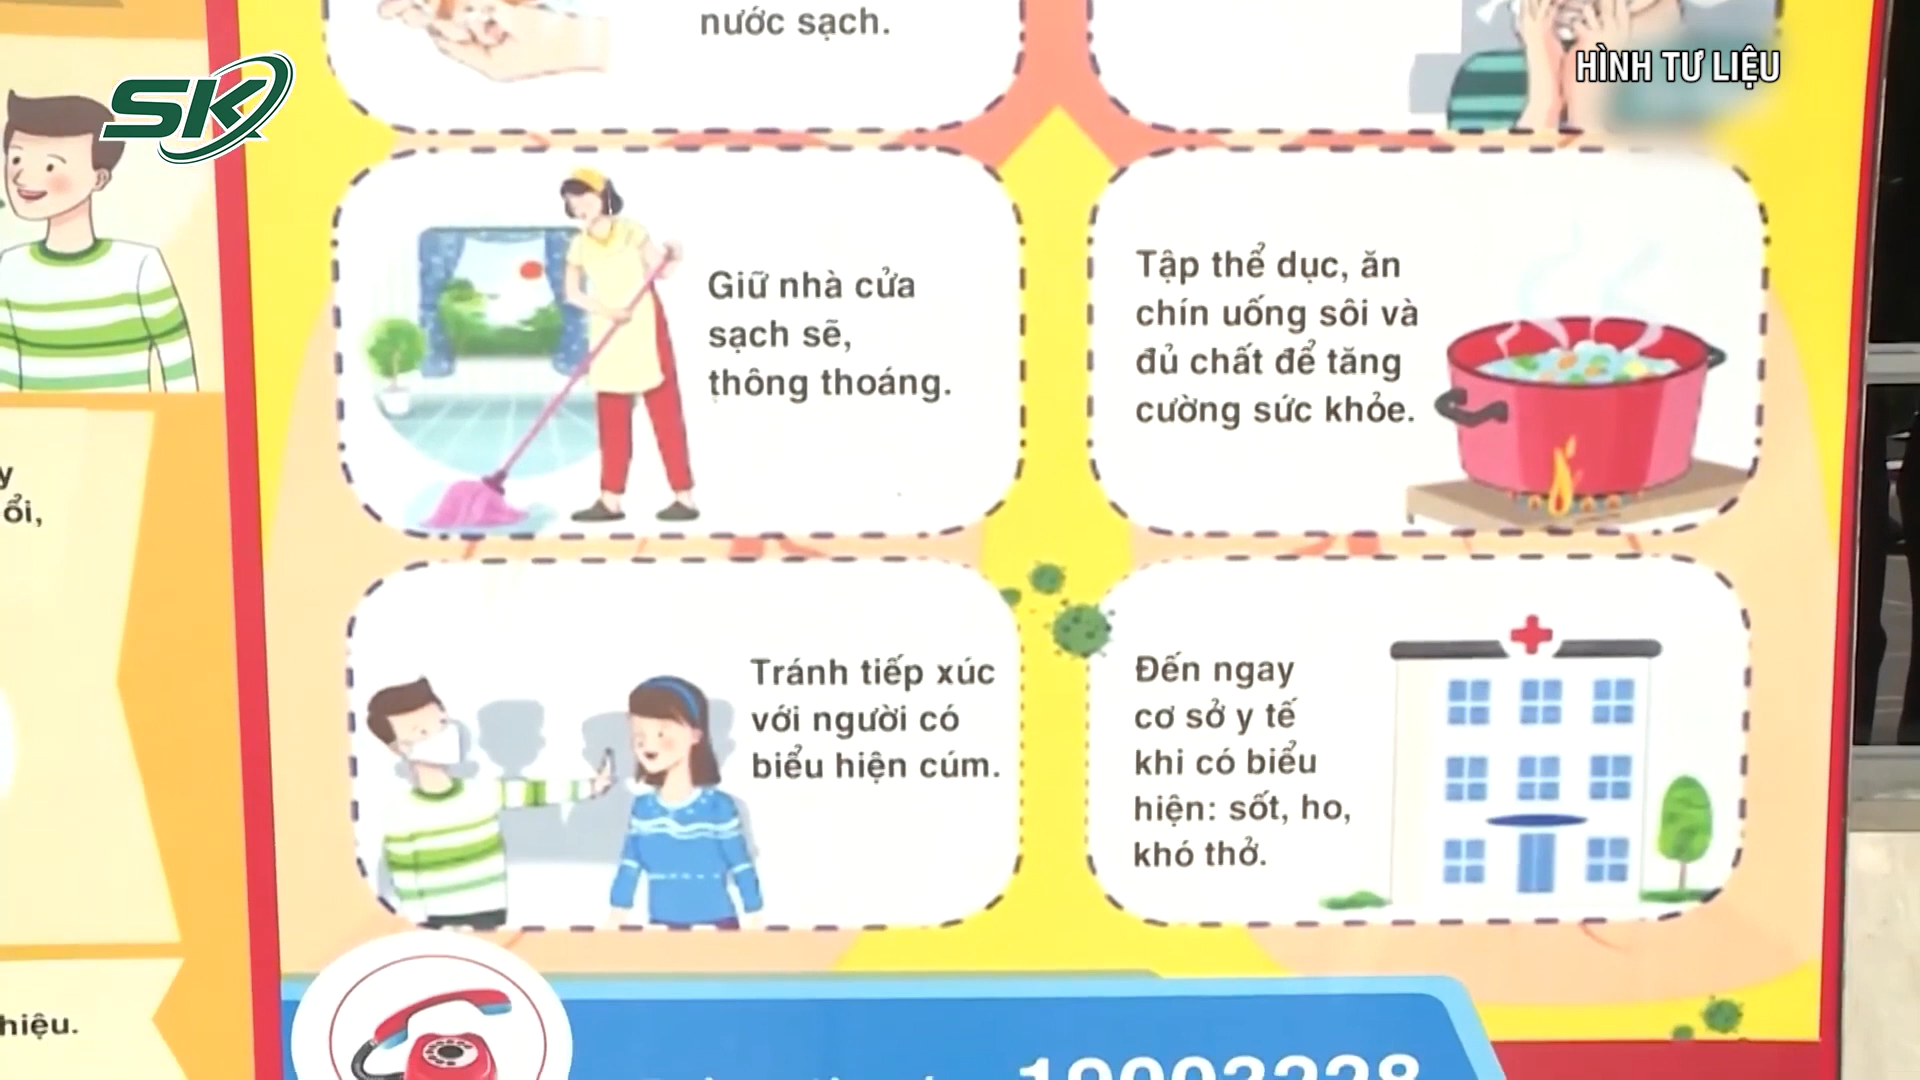 SK
HÌNH TƯ LIỆU
nước sạch.
Giữ nhà cửa
sạch sẽ,
thông thoáng.
Tập thể dục, ăn
chín uống sôi và
đủ chất để tăng
cường sức khỏe.
Tránh tiếp xúc
với người có
biểu hiện cúm.
Đến ngay
cơ sở y tế
khi có biểu
hiện: sốt, ho,
khó thở.
y
ổi,
hiệu.
19003228